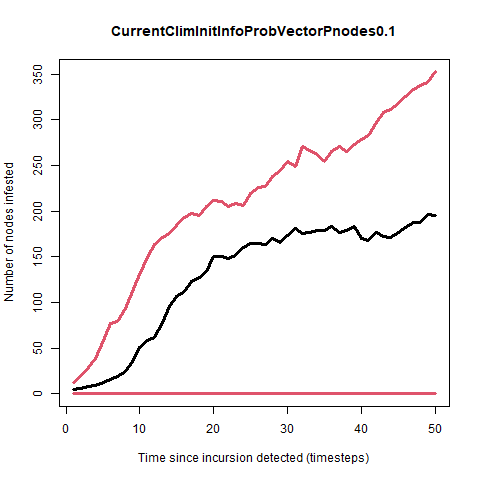 CurrentClimInitInfoProbVectorPnodes0.1
Number of nodes infested
350
300
250
200
150
100
50
0
0 10 20 30 40 50
Time since incursion detected (timesteps)